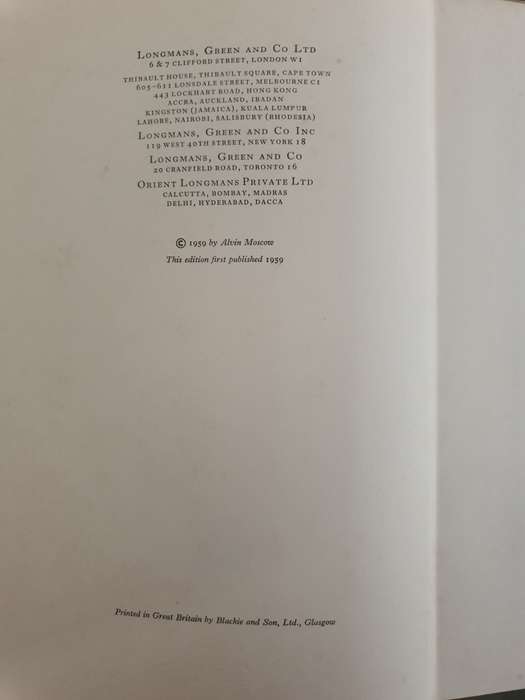 Longmans, Green and Co Ltd
6 & 7 Clifford Street, London W1
Thibault House, Thibault Square, Cape Town
605–611 Lonsdale Street, Melbourne C1
443 Lockhart Road, Hong Kong
Accra, Auckland, Ibadan
Kingston (Jamaica), Kuala Lumpur
Lahore, Nairobi, Salisbury (Rhodesia)
Longmans, Green and Co Inc
119 West 40th Street, New York 18
Longmans, Green and Co
20 Cranfield Road, Toronto 16
Orient Longmans Private Ltd
Calcutta, Bombay, Madras
Delhi, Hyderabad, Dacca
© 1959 by Alvin Moscow
This edition first published 1959
Printed in Great Britain by Blackie and Son, Ltd., Glasgow